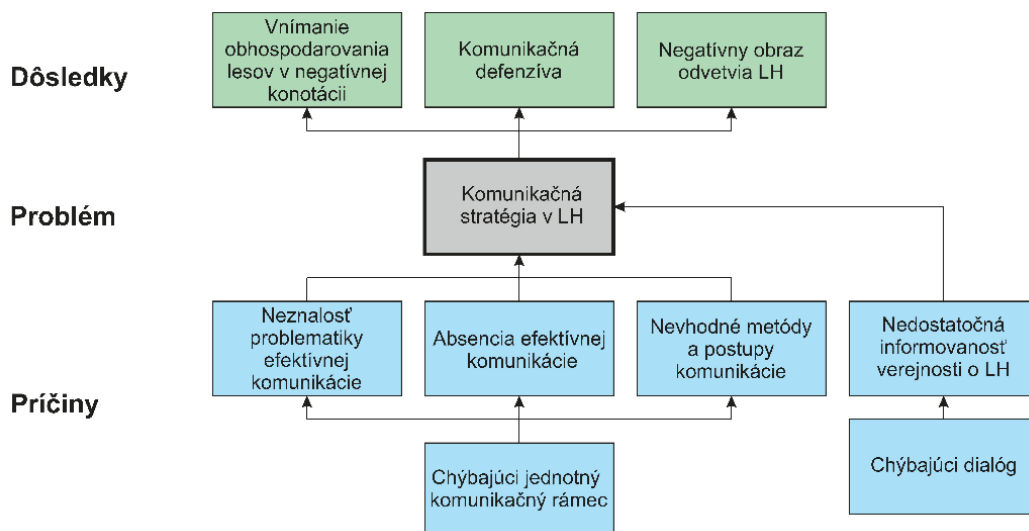 Dôsledky
Vnímanie
obhospodarovania
lesov v negatívnej
konotácii
Komunikačná
defenzíva
Negatívny obraz
odvetvia LH
Problém
Komunikačná
stratégia v LH
Príčiny
Neznalosť
problematiky
efektívnej
komunikácie
Absencia efektívnej
komunikácie
Nevhodné metódy
a postupy
komunikácie
Nedostatočná
informovanosť
verejnosti o LH
Chýbajúci jednotný
komunikačný rámec
Chýbajúci dialóg